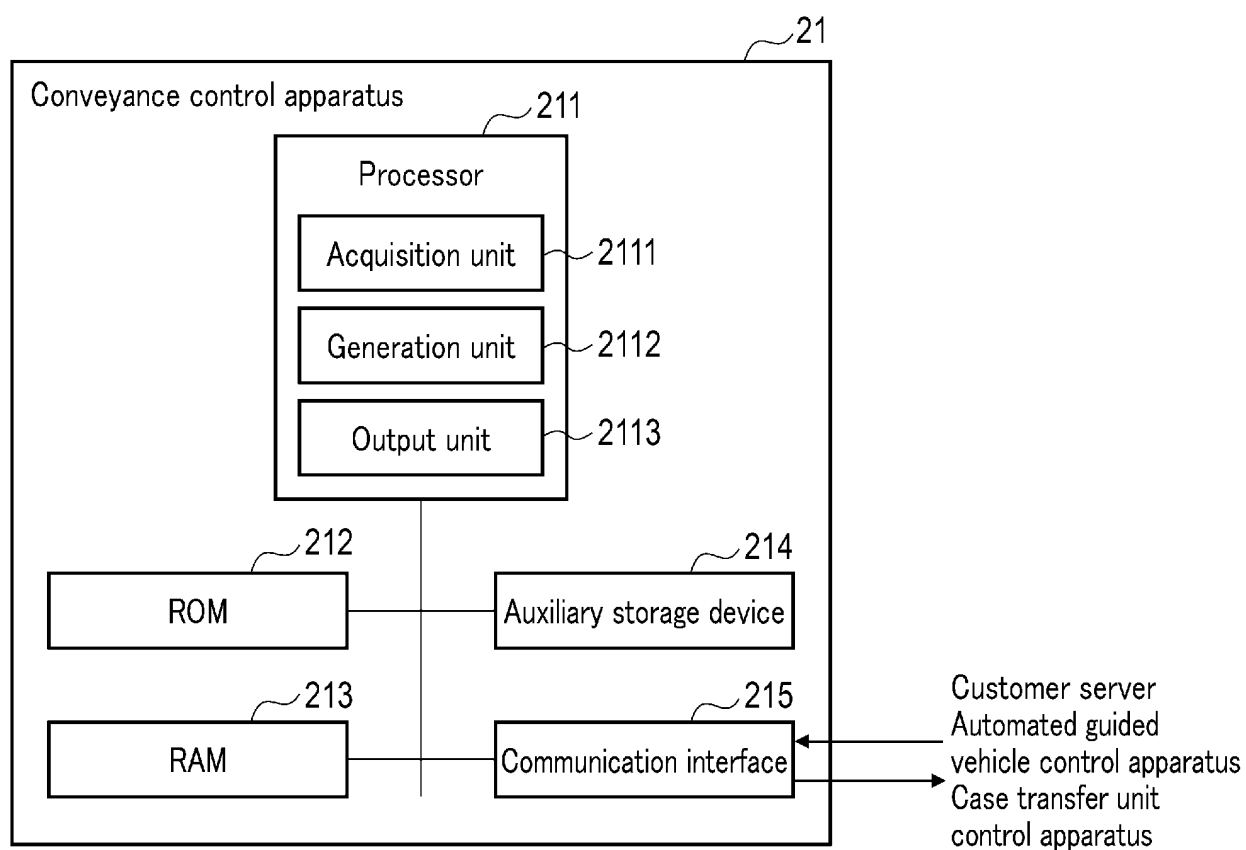 21
Conveyance control apparatus
211
Processor
Acquisition unit
2111
Generation unit
2112
Output unit
2113
212
ROM
214
Auxiliary storage device
213
RAM
215
Communication interface
Customer server
Automated guided
vehicle control apparatus
Case transfer unit
control apparatus